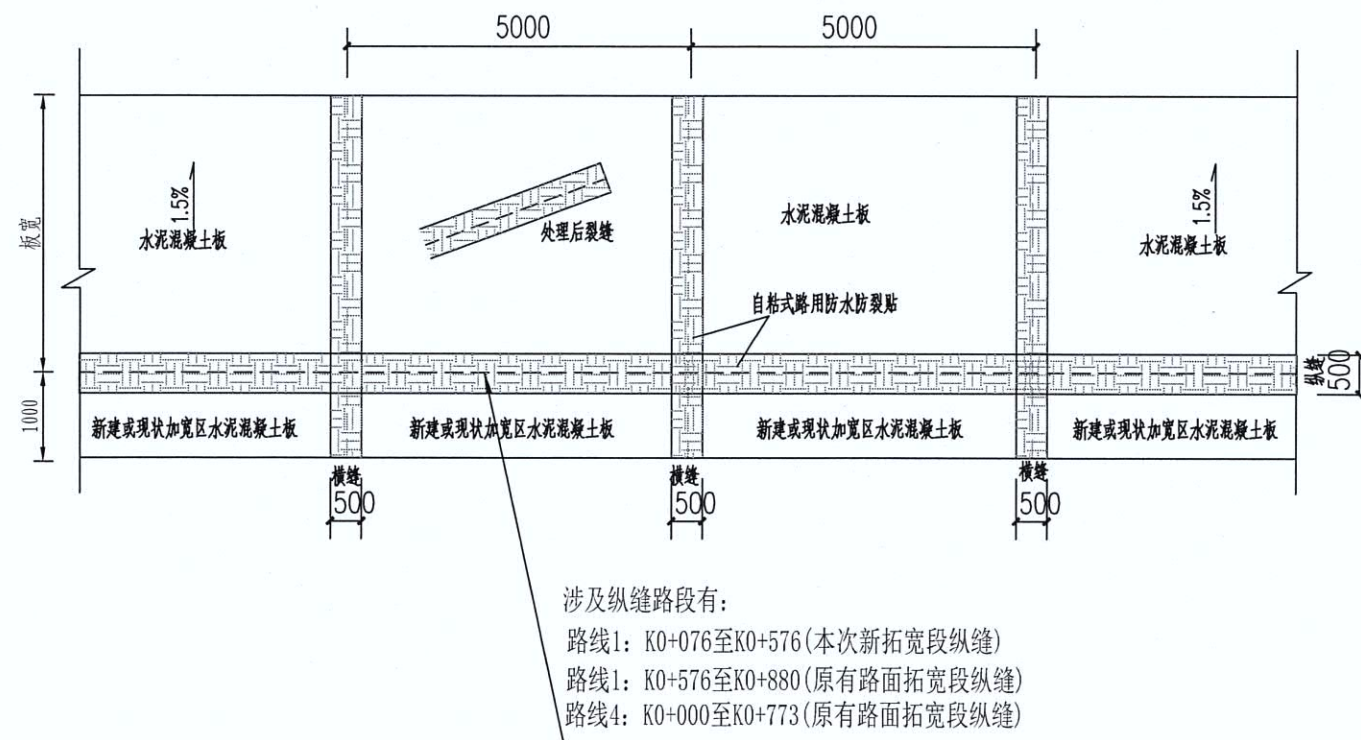 5000 5000
1.5% 1.5%
板宽
水泥混凝土板 水泥混凝土板 水泥混凝土板
处理后裂缝
自粘式路用防水防裂贴
纵缝
500
1000
新建或现状加宽区水泥混凝土板 新建或现状加宽区水泥混凝土板 新建或现状加宽区水泥混凝土板 新建或现状加宽区水泥混凝土板
横缝 横缝 横缝
500 500 500
涉及纵缝路段有:
路线1: K0+076至K0+576(本次新拓宽段纵缝)
路线1: K0+576至K0+880(原有路面拓宽段纵缝)
路线4: K0+000至K0+773(原有路面拓宽段纵缝)